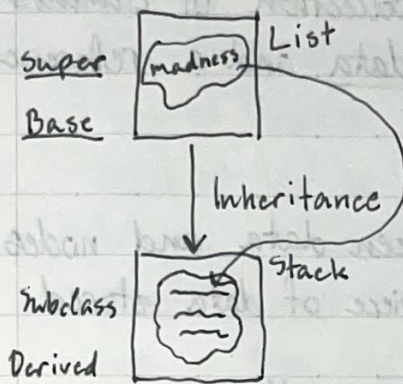 List
Super
madness
Base
Inheritance
Stack
Subclass
Derived